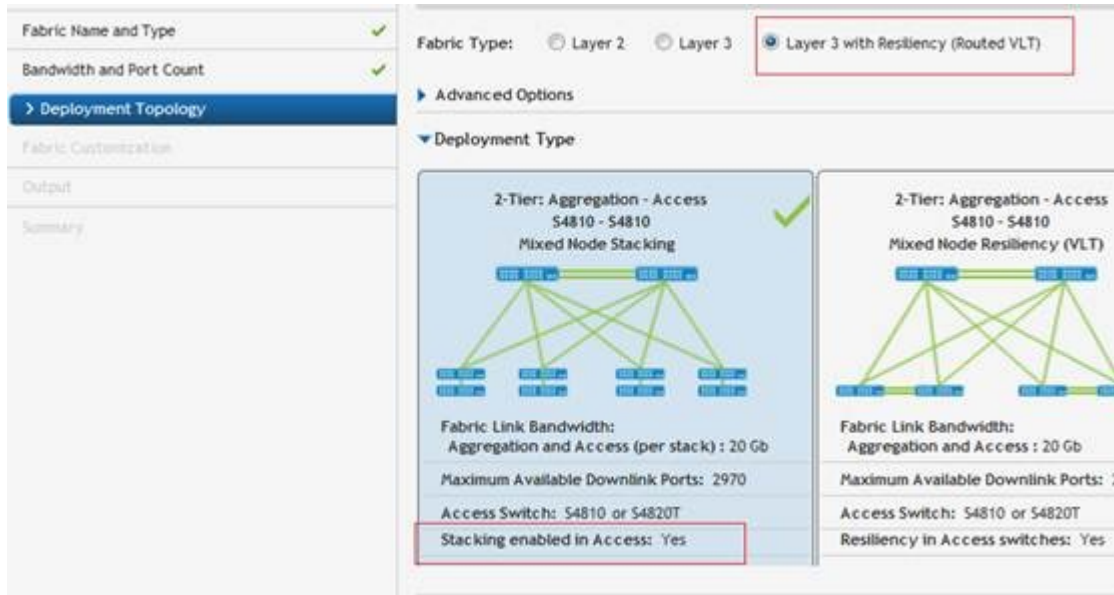 Fabric Name and Type
Bandwidth and Port Count
> Deployment Topology
Fabric Customization
Output
Summary
Fabric Type: Layer 2 Layer 3 Layer 3 with Resiliency (Routed VLT)
Advanced Options
Deployment Type
2-Tier: Aggregation - Access
S4810 - S4810
Mixed Node Stacking
Fabric Link Bandwidth:
Aggregation and Access (per stack) : 20 Gb
Maximum Available Downlink Ports: 2970
Access Switch: S4810 or S4820T
Stacking enabled in Access: Yes
2-Tier: Aggregation - Access
S4810 - S4810
Mixed Node Resiliency (VLT)
Fabric Link Bandwidth:
Aggregation and Access : 20 Gb
Maximum Available Downlink Ports:
Access Switch: S4810 or S4820T
Resiliency in Access switches: Yes